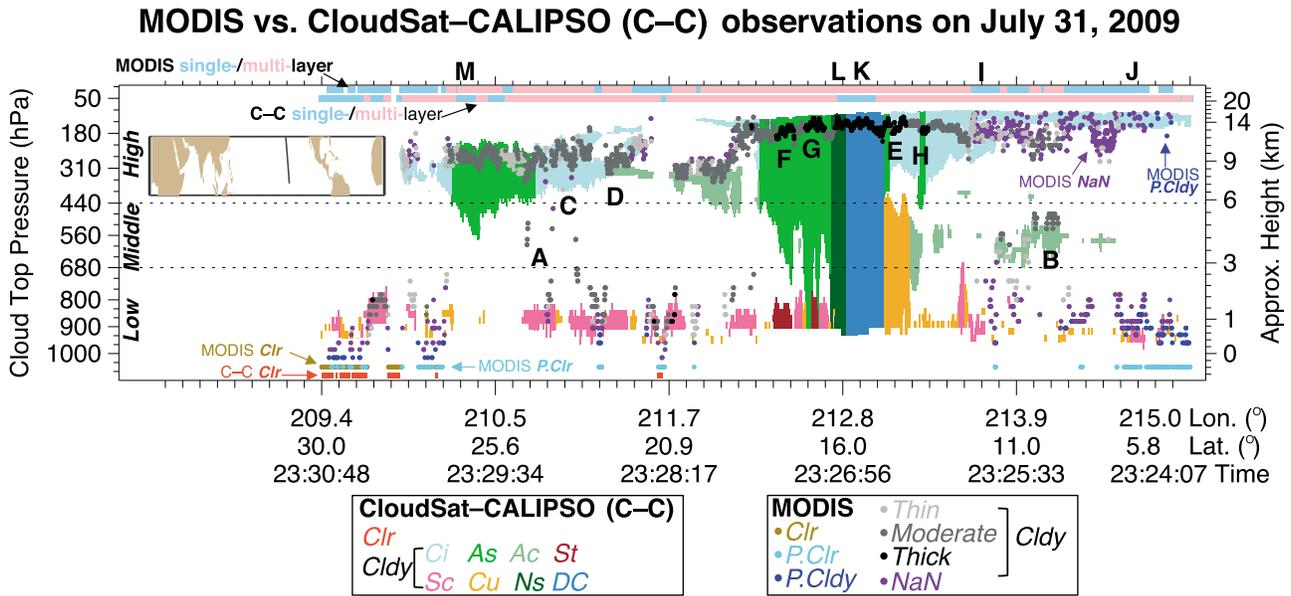 MODIS vs. CloudSat–CALIPSO (C–C) observations on July 31, 2009
MODIS single-/multi-layer
M L K I J
C–C single-/multi-layer
Cloud Top Pressure (hPa)
50
180
310
440
560
680
800
900
1000
High
Middle
Low
20
14
9
6
3
1
0
Approx. Height (km)
F G E H
D
C
A
B
MODIS NaN
MODIS
P.Cldy
MODIS Clr
C–C Clr
MODIS P.Clr
209.4 210.5 211.7 212.8 213.9 215.0 Lon. (°)
30.0 25.6 20.9 16.0 11.0 5.8 Lat. (°)
23:30:48 23:29:34 23:28:17 23:26:56 23:25:33 23:24:07 Time
CloudSat–CALIPSO (C–C)
Clr
Cldy
Ci As Ac St
Sc Cu Ns DC
MODIS
Clr
P.Clr
P.Cldy
Thin
Moderate
Thick
NaN
Cldy